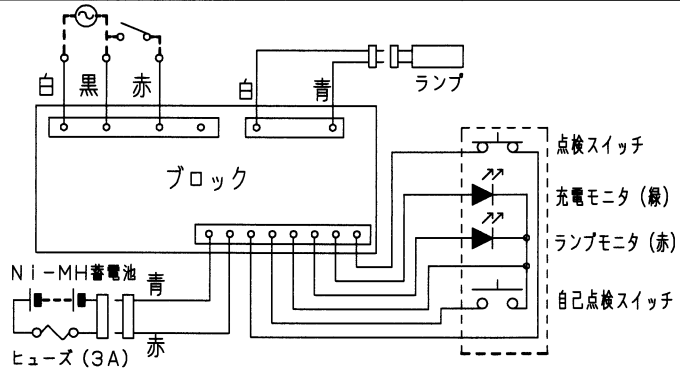 白 黒 赤
白 青
ランプ
点検スイッチ
ブロック
充電モニタ(緑)
ランプモニタ(赤)
Ni-MH蓄電池
青
自己点検スイッチ
赤
ヒューズ(3A)